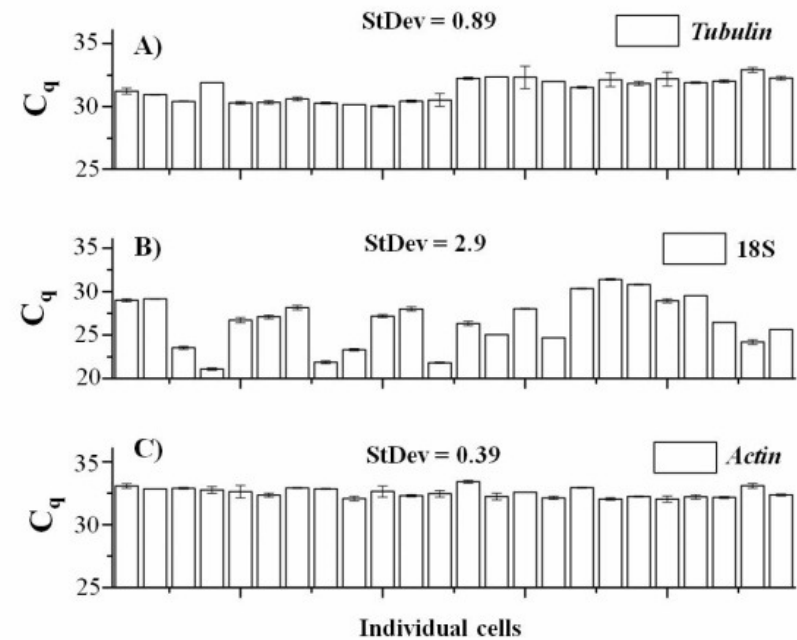 A)
StDev = 0.89
Tubulin
Cq
35
30
25
B)
StDev = 2.9
18S
Cq
35
30
25
20
C)
StDev = 0.39
Actin
Cq
35
30
25
Individual cells